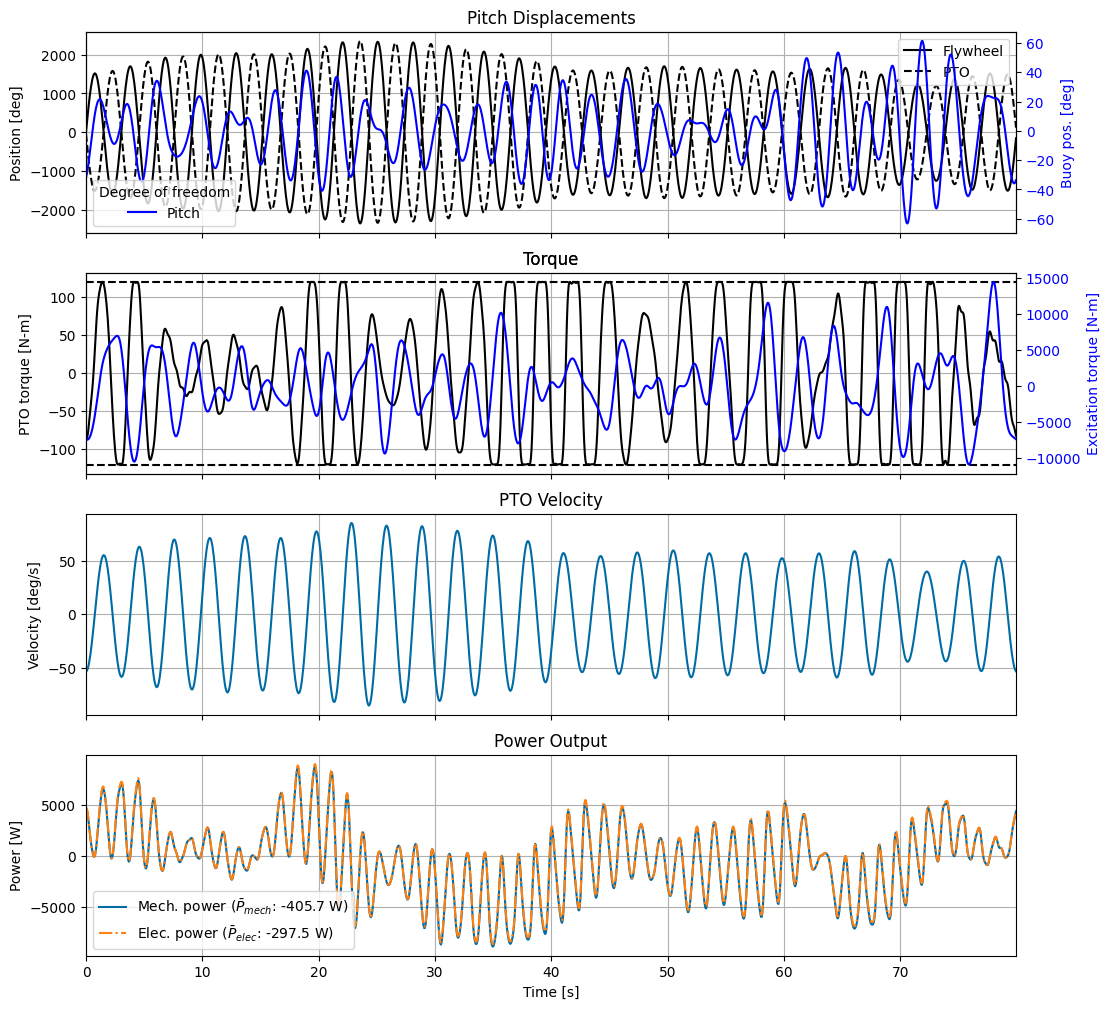 Pitch Displacements
Position [deg]
2000
1000
0
−1000
−2000
Flywheel
PTO
Degree of freedom
Pitch
60
40
20
0
−20
−40
−60
Buoy pos. [deg]
Torque
PTO torque [N-m]
100
50
0
−50
−100
15000
10000
5000
0
−5000
−10000
Excitation torque [N-m]
PTO Velocity
Velocity [deg/s]
50
0
−50
Power Output
Power [W]
5000
0
−5000
Mech. power (P̄mech: -405.7 W)
Elec. power (P̄elec: -297.5 W)
0 10 20 30 40 50 60 70
Time [s]